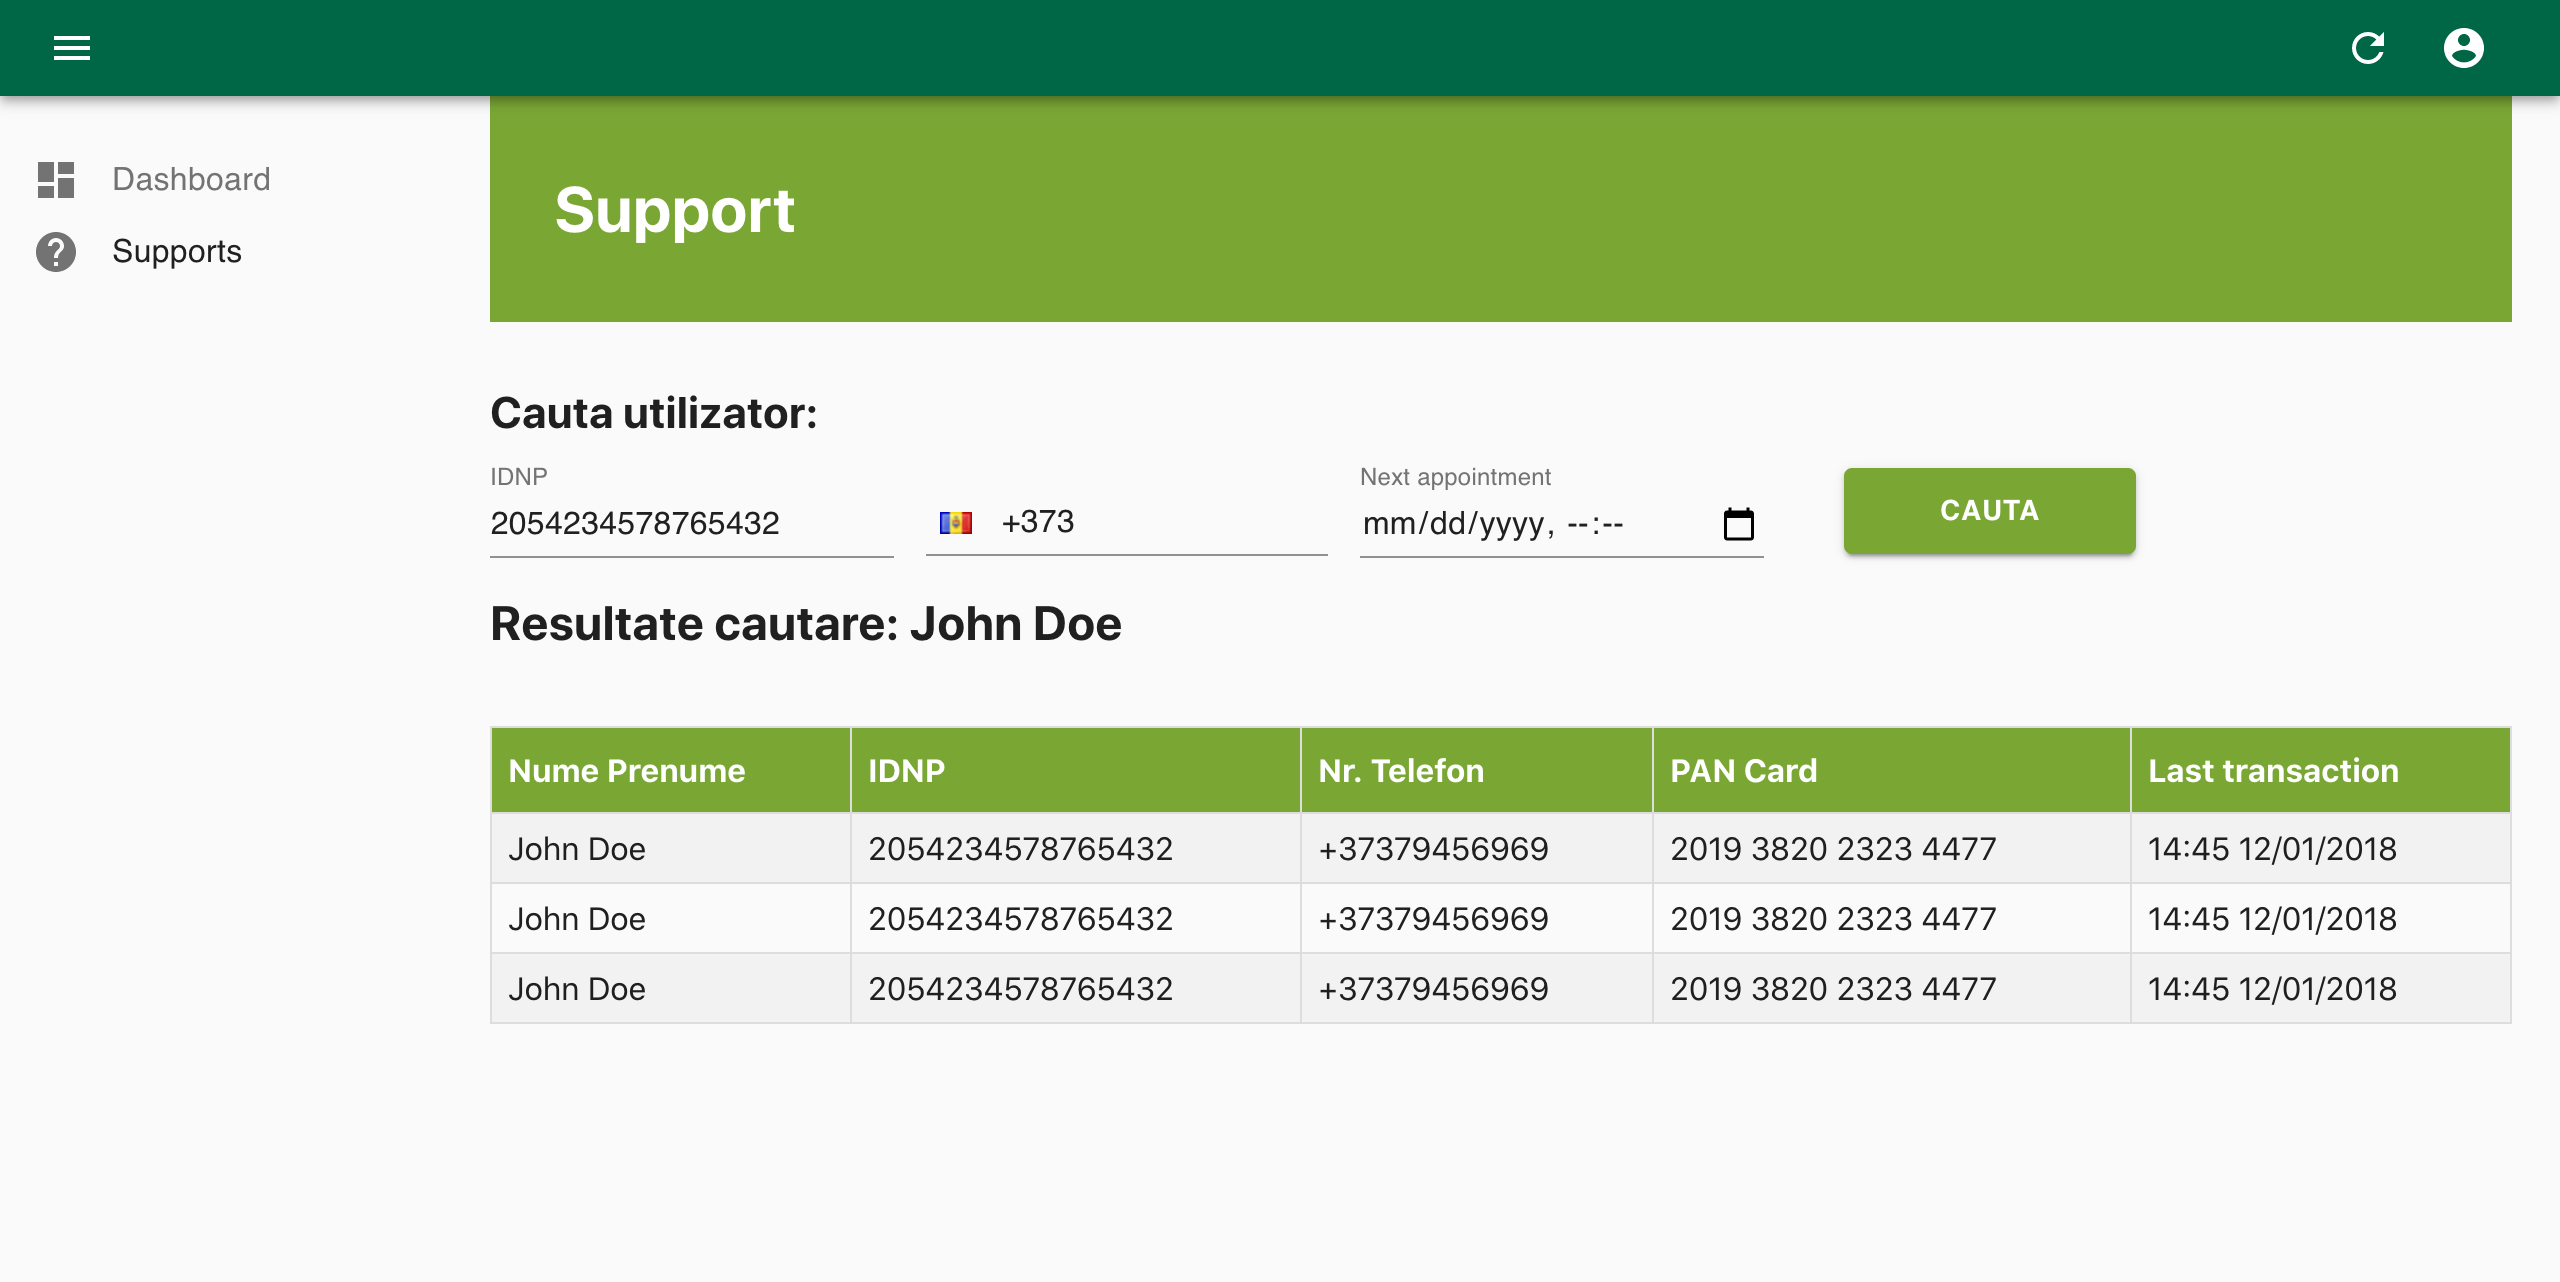 Dashboard
Supports
Support
Cauta utilizator:
IDNP
2054234578765432
+373
Next appointment
mm/dd/yyyy, --:--
CAUTA
Resultate cautare: John Doe
Nume Prenume IDNP Nr. Telefon PAN Card Last transaction
John Doe 2054234578765432 +37379456969 2019 3820 2323 4477 14:45 12/01/2018
John Doe 2054234578765432 +37379456969 2019 3820 2323 4477 14:45 12/01/2018
John Doe 2054234578765432 +37379456969 2019 3820 2323 4477 14:45 12/01/2018